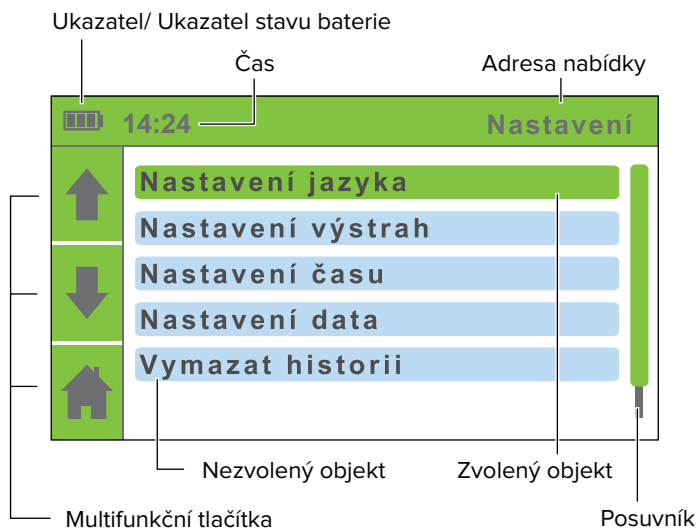 Ukazatel/ Ukazatel stavu baterie
Čas
Adresa nabídky
14:24
Nastavení
Nastavení jazyka
Nastavení výstrah
Nastavení času
Nastavení data
Vymazat historii
Nezvolený objekt
Zvolený objekt
Multifunkční tlačítka
Posuvník